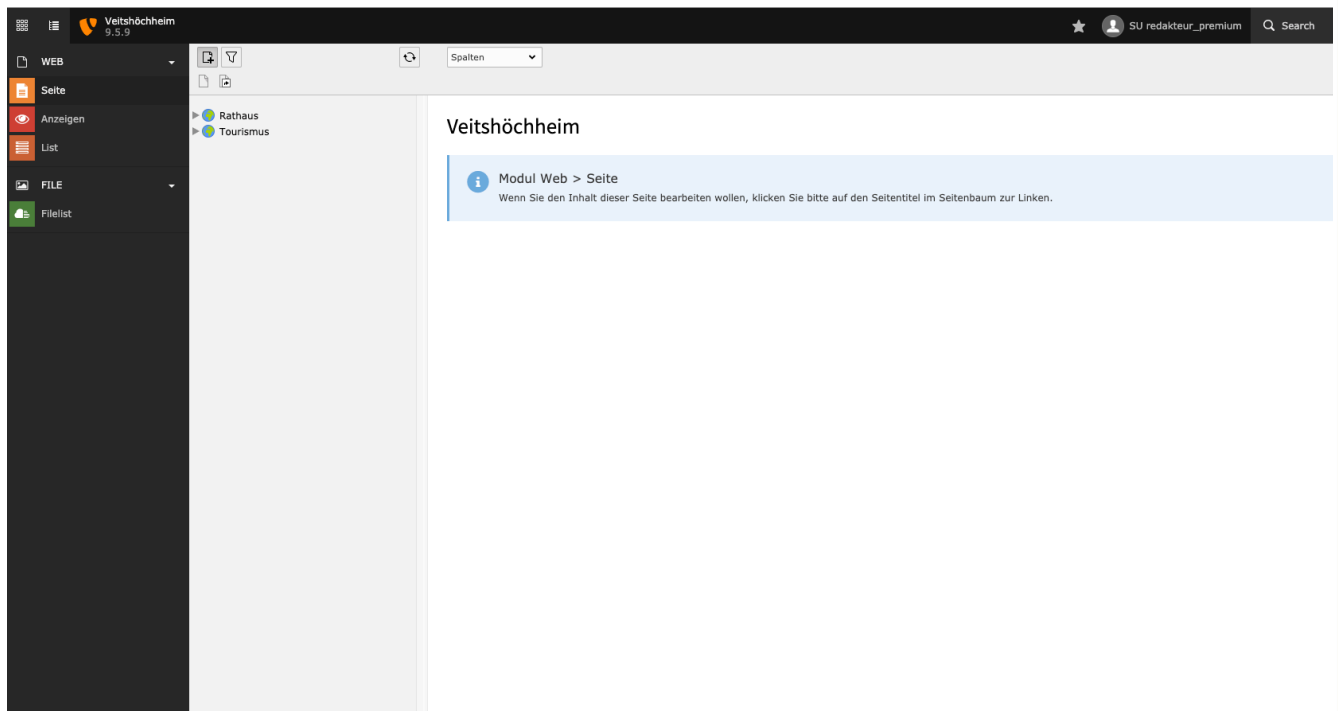 Veitshöchheim
9.5.9
SU redakteur_premium
Search
WEB
Seite
Anzeigen
List
FILE
Filelist
Rathaus
Tourismus
Spalten
Veitshöchheim
Modul Web > Seite
Wenn Sie den Inhalt dieser Seite bearbeiten wollen, klicken Sie bitte auf den Seitentitel im Seitenbaum zur Linken.